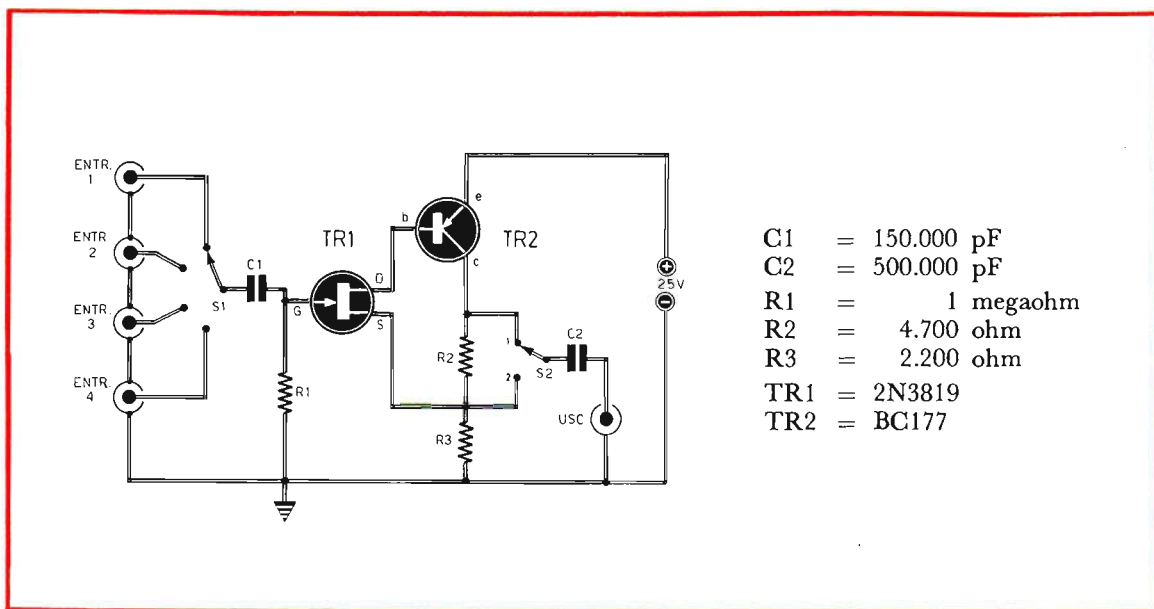 ENTR.
1
ENTR.
2
ENTR.
3
ENTR.
4
S1
C1
R1
TR1
G
D
S
b
e
c
TR2
R2
R3
1
2
S2
C2
USC
+
25V
−
C1 = 150.000 pF
C2 = 500.000 pF
R1 = 1 megaohm
R2 = 4.700 ohm
R3 = 2.200 ohm
TR1 = 2N3819
TR2 = BC177